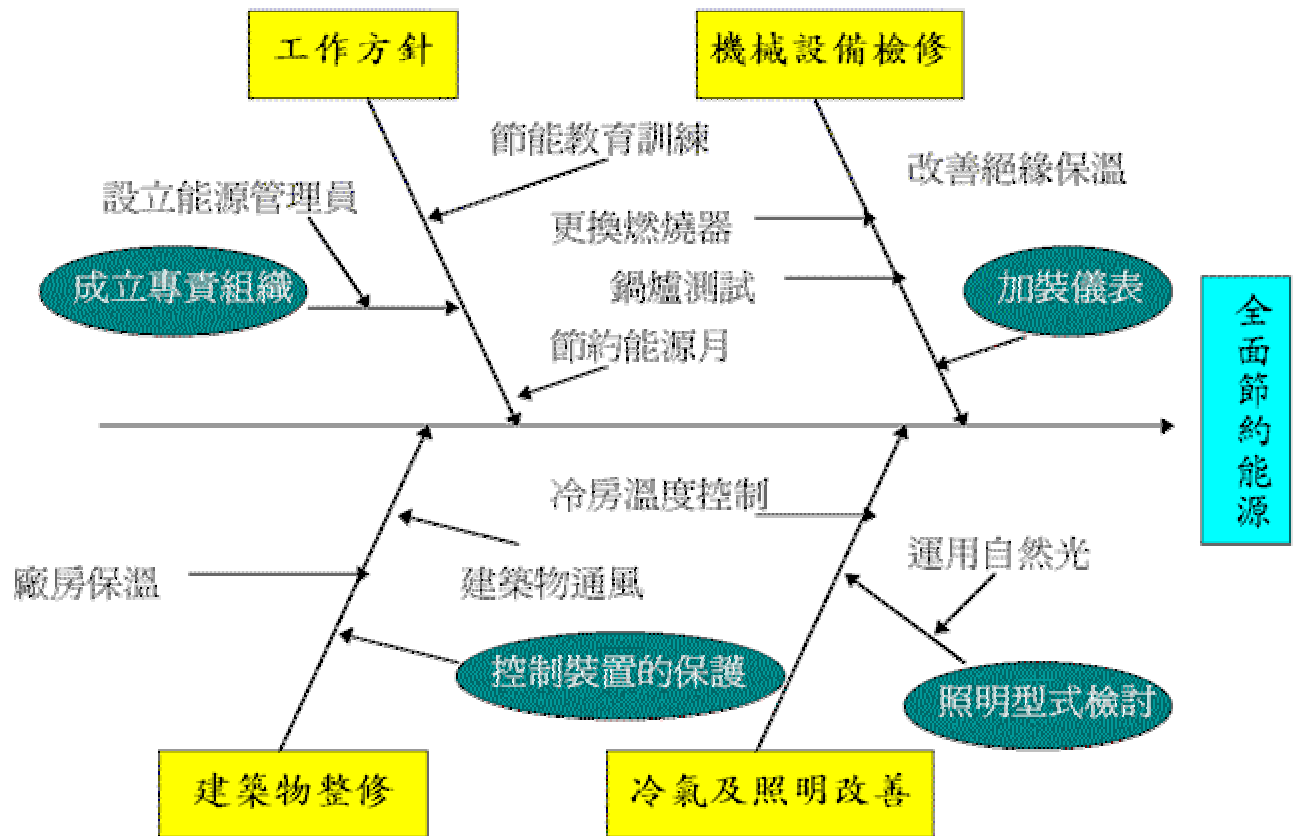 工作方針
機械設備檢修
節能教育訓練
改善絕緣保溫
設立能源管理員
更換燃燒器
成立專責組織
鍋爐測試
加裝儀表
節約能源月
全面節約能源
冷房溫度控制
運用自然光
廠房保溫
建築物通風
控制裝置的保護
照明型式檢討
建築物整修
冷氣及照明改善